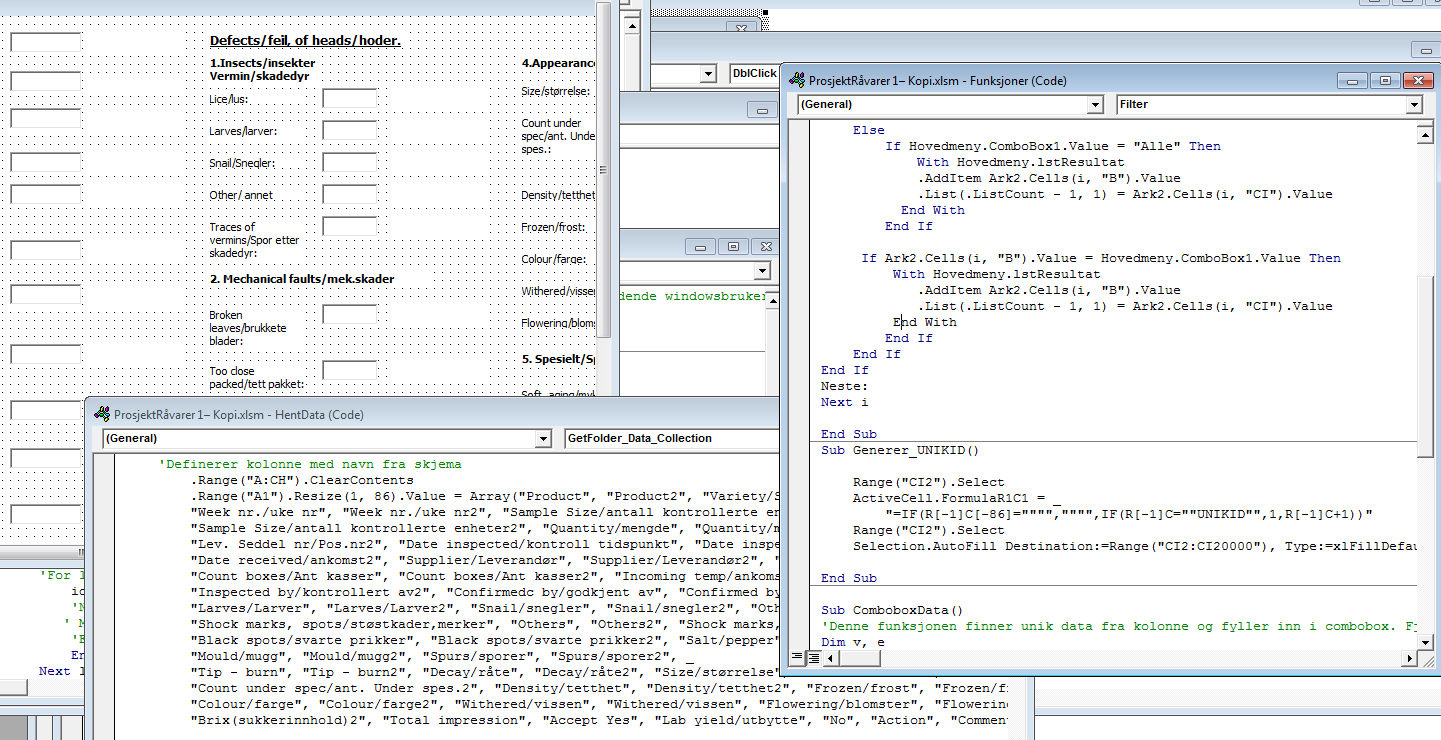 Defects/feil, of heads/hoder.
1.Insects/insekter
Vermin/skadedyr
Lice/lus:
Larves/larver:
Snail/Snegler:
Other/ annet
Traces of
vermins/Spor etter
skadedyr:
2. Mechanical faults/mek.skader
Broken
leaves/brukkete
blader:
Too close
packed/tett pakket:
4.Appearance
Size/størrelse:
Count under
spec/ant. Unde
spes.:
Density/tetthet
Frozen/frost:
Colour/farge:
Withered/vissen
Flowering/bloms
5. Spesielt/Sp
DblClick
dende windowsbruker
ProsjektRåvarer1– Kopi.xlsm - Funksjoner (Code)
(General)
Filter
Else
If Hovedmeny.ComboBox1.Value = "Alle" Then
With Hovedmeny.lstResultat
.AddItem Ark2.Cells(i, "B").Value
.List(.ListCount - 1, 1) = Ark2.Cells(i, "CI").Value
End With
End If
If Ark2.Cells(i, "B").Value = Hovedmeny.ComboBox1.Value Then
With Hovedmeny.lstResultat
.AddItem Ark2.Cells(i, "B").Value
.List(.ListCount - 1, 1) = Ark2.Cells(i, "CI").Value
End With
End If
End If
End If
Neste:
Next i
End Sub
Sub Generer_UNIKID()
Range("CI2").Select
ActiveCell.FormulaR1C1 = _
"=IF(R[-1]C[-86]="""","""",IF(R[-1]C=""UNIKID"",1,R[-1]C+1))"
Range("CI2").Select
Selection.AutoFill Destination:=Range("CI2:CI20000"), Type:=xlFillDefau
End Sub
Sub ComboboxData()
'Denne funksjonen finner unik data fra kolonne og fyller inn i combobox. Fj
Dim v, e
ProsjektRåvarer1– Kopi.xlsm - HentData (Code)
(General)
GetFolder_Data_Collection
'Definerer kolonne med navn fra skjema
.Range("A:CH").ClearContents
.Range("A1").Resize(1, 86).Value = Array("Product", "Product2", "Variety/S
"Week nr./uke nr", "Week nr./uke nr2", "Sample Size/antall kontrollerte en
"Sample Size/antall kontrollerte enheter2", "Quantity/mengde", "Quantity/m
"Lev. Seddel nr/Pos.nr2", "Date inspected/kontroll tidspunkt", "Date inspe
"Date received/ankomst2", "Supplier/Leverandør", "Supplier/Leverandør2", "
"Count boxes/Ant kasser", "Count boxes/Ant kasser2", "Incoming temp/ankoms
"Inspected by/kontrollert av2", "Confirmedc by/godkjent av", "Confirmed by
"Larves/Larver", "Larves/Larver2", "Snail/snegler", "Snail/snegler2", "Oth
"Shock marks, spots/støstkader,merker", "Others", "Others2", "Shock marks,
"Black spots/svarte prikker", "Black spots/svarte prikker2", "Salt/pepper"
"Mould/mugg", "Mould/mugg2", "Spurs/sporer", "Spurs/sporer2", _
"Tip - burn", "Tip - burn2", "Decay/råte", "Decay/råte2", "Size/størrelse"
"Count under spec/ant. Under spes.2", "Density/tetthet", "Density/tetthet2", "Frozen/frost", "Frozen/f
"Colour/farge", "Colour/farge2", "Withered/vissen", "Withered/vissen", "Flowering/blomster", "Flowerin
"Brix(sukkerinnhold)2", "Total impression", "Accept Yes", "Lab yield/utbytte", "No", "Action", "Commen
'For l
id
'N
' M
'E
En
Next l